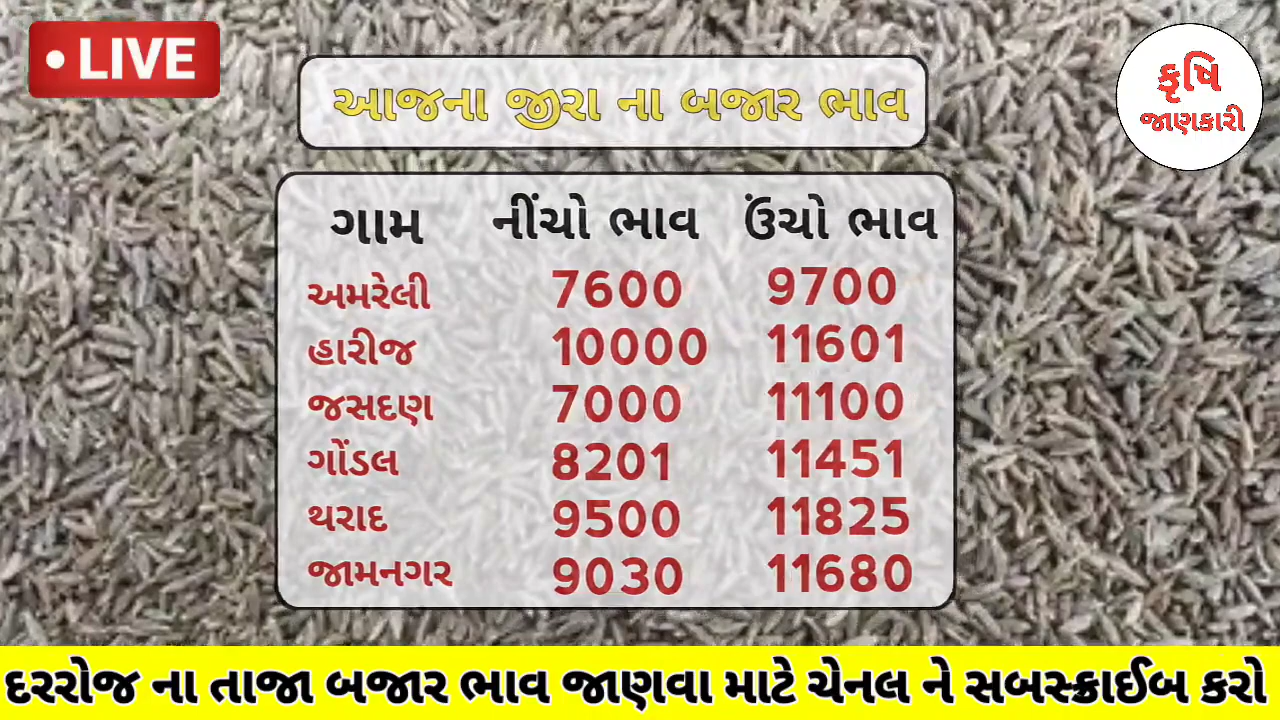 • LIVE
આજના જીરા ના બજાર ભાવ
કૃષિ
જાણકારી
ગામ નીંચો ભાવ ઉંચો ભાવ
અમરેલી 7600 9700
હારીજ 10000 11601
જસદણ 7000 11100
ગોંડલ 8201 11451
થરાદ 9500 11825
જામનગર 9030 11680
દરરોજ ના તાજા બજાર ભાવ જાણવા માટે ચેનલ ને સબસ્ક્રાઈબ કરો